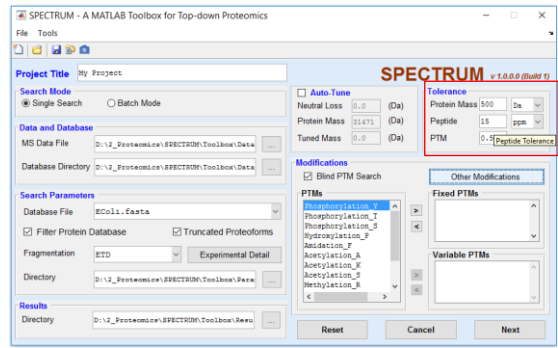 SPECTRUM - A MATLAB Toolbox for Top-down Proteomics
File Tools
Project Title My Project
SPECTRUM v 1.0.0.0 (Build 1)
Search Mode
Single Search Batch Mode
Auto-Tune
Neutral Loss 0.0 (Da)
Protein Mass 31471 (Da)
Tuned Mass 0.0 (Da)
Tolerance
Protein Mass 500 Da
Peptide 15 ppm
PTM 0.5
Peptide Tolerance
Data and Database
MS Data File D:\2_Proteomics\SPECTRUM\Toolbox\Data ...
Database Directory D:\2_Proteomics\SPECTRUM\Toolbox\Data ...
Search Parameters
Database File EColi.fasta
Filter Protein Database Truncated Proteoforms
Fragmentation ETD Experimental Detail
Directory D:\2_Proteomics\SPECTRUM\Toolbox\Para ...
Results
Directory D:\2_Proteomics\SPECTRUM\Toolbox\Resu ...
Modifications
Blind PTM Search Other Modifications
PTMs
Phosphorylation_Y
Phosphorylation_T
Phosphorylation_S
Hydroxylation_P
Amidation_F
Acetylation_A
Acetylation_K
Acetylation_S
Methylation_R
> <
> <
Fixed PTMs
Variable PTMs
Reset Cancel Next